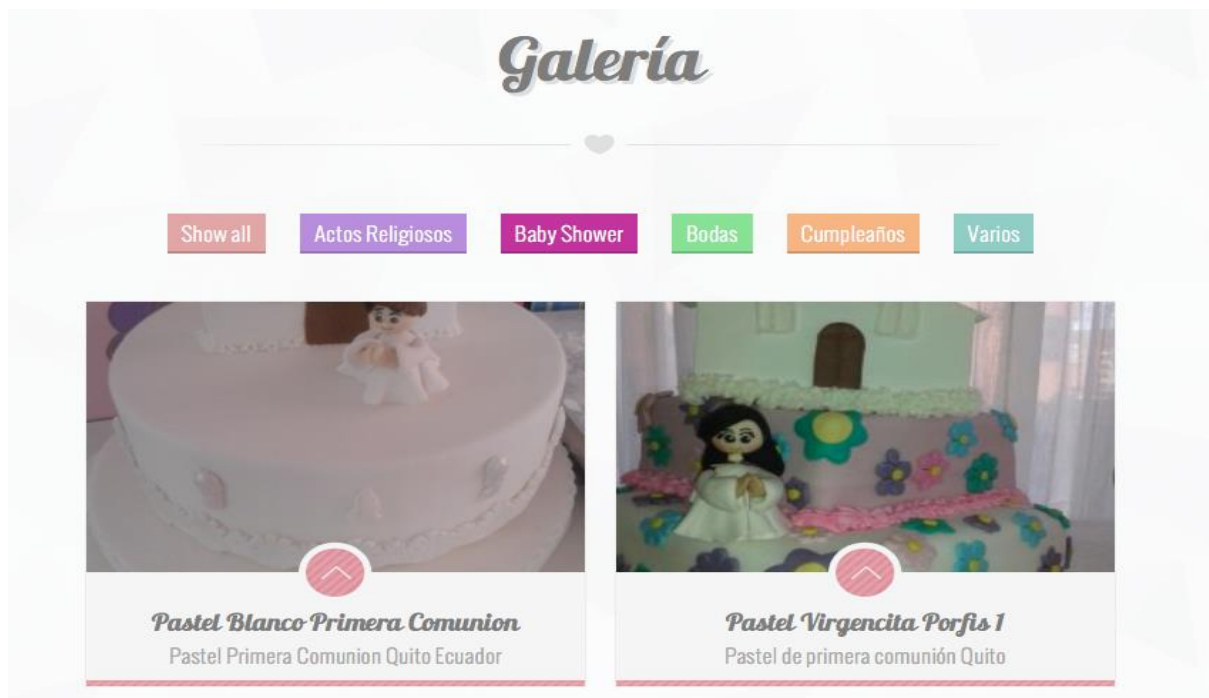 Galería
Show all
Actos Religiosos
Baby Shower
Bodas
Cumpleaños
Varios
Pastel Blanco Primera Comunion
Pastel Primera Comunion Quito Ecuador
Pastel Virgencita Porfis 1
Pastel de primera comunión Quito